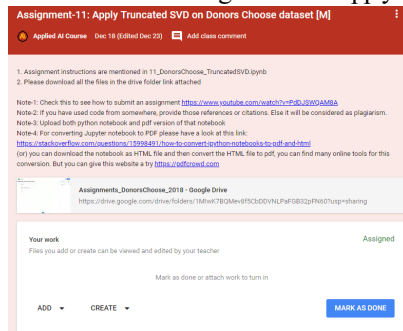 Assignment-11: Apply Truncated SVD on Donors Choose dataset [M]
Applied AI Course Dec 18 (Edited Dec 23) Add class comment
1. Assignment instructions are mentioned in 11_DonorsChoose_TruncatedSVD.ipynb
2. Please download all the files in the drive folder link attached
Note-1: Check this to see how to submit an assignment https://www.youtube.com/watch?v=PdDJSWQAM8A
Note-2: If you have used code from somewhere, provide those references or citations. Else it will be considered as plagiarism.
Note-3: Upload both python notebook and pdf version of that notebook
Note-4: For converting Jupyter notebook to PDF please have a look at this link:
https://stackoverflow.com/questions/15998491/how-to-convert-ipython-notebooks-to-pdf-and-html
(or) you can download the notebook as HTML file and then convert the HTML file to pdf, you can find many online tools for this
conversion. But you can give this website a try https://pdfcrowd.com
Assignments_DonorsChoose_2018 - Google Drive
https://drive.google.com/drive/folders/1MIwK7BQMev8f5CbDDVNLPaFGB32pFN60?usp=sharing
Your work Assigned
Files you add or create can be viewed and edited by your teacher
Mark as done or attach work to turn in
ADD CREATE MARK AS DONE